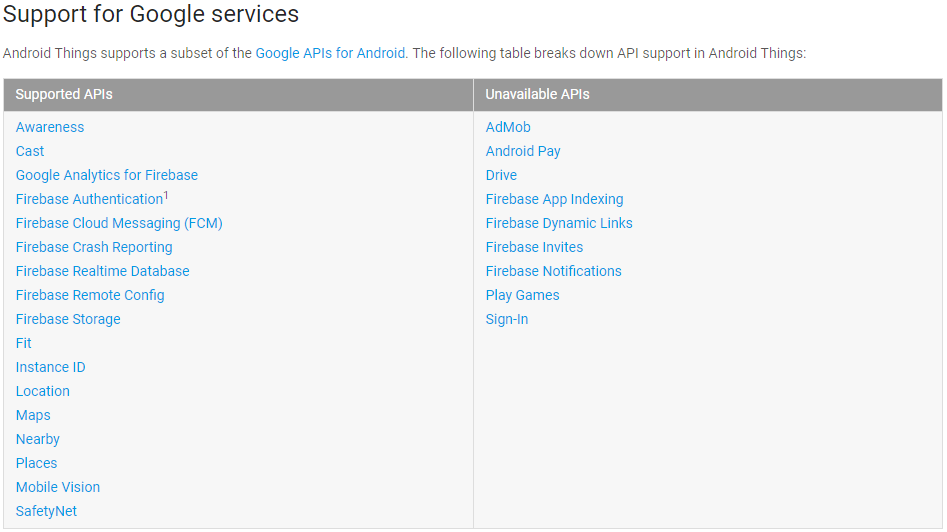 Support for Google services
Android Things supports a subset of the Google APIs for Android. The following table breaks down API support in Android Things:
Supported APIs
Awareness
Cast
Google Analytics for Firebase
Firebase Authentication1
Firebase Cloud Messaging (FCM)
Firebase Crash Reporting
Firebase Realtime Database
Firebase Remote Config
Firebase Storage
Fit
Instance ID
Location
Maps
Nearby
Places
Mobile Vision
SafetyNet
Unavailable APIs
AdMob
Android Pay
Drive
Firebase App Indexing
Firebase Dynamic Links
Firebase Invites
Firebase Notifications
Play Games
Sign-In